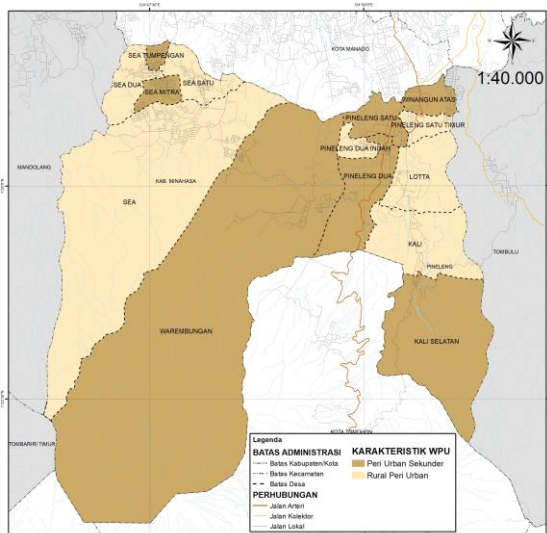 KOTA MANADO
1:40.000
SEA TUMPENGAN
SEA DUA
SEA SATU
SEA MITRA
WINANGUN ATAS
PINELENG SATU
PINELENG SATU TIMUR
PINELENG DUA INDAH
MANDOLANG
KAB. MINAHASA
PINELENG DUA
LOTTA
SEA
KALI
TOMBULU
PINELENG
WAREMBUNGAN
KALI SELATAN
TOMBARIRI TIMUR
KOTA TOMOHON
Legenda
BATAS ADMINISTRASI
Batas Kabupaten/Kota
Batas Kecamatan
Batas Desa
PERHUBUNGAN
Jalan Arteri
Jalan Kolektor
Jalan Lokal
KARAKTERISTIK WPU
Peri Urban Sekunder
Rural Peri Urban